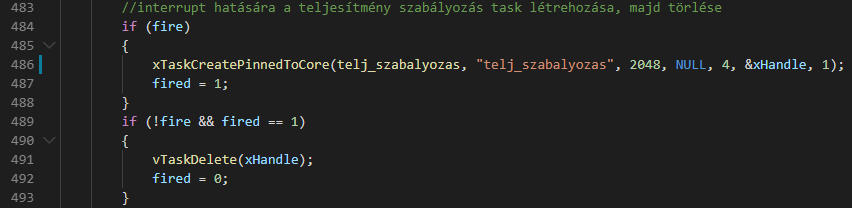 483 //interrupt hatására a teljesítmény szabályozás task létrehozása, majd törlése
484 if (fire)
485 {
486 xTaskCreatePinnedToCore(telj_szabalyozas, "telj_szabalyozas", 2048, NULL, 4, &xHandle, 1);
487 fired = 1;
488 }
489 if (!fire && fired == 1)
490 {
491 vTaskDelete(xHandle);
492 fired = 0;
493 }